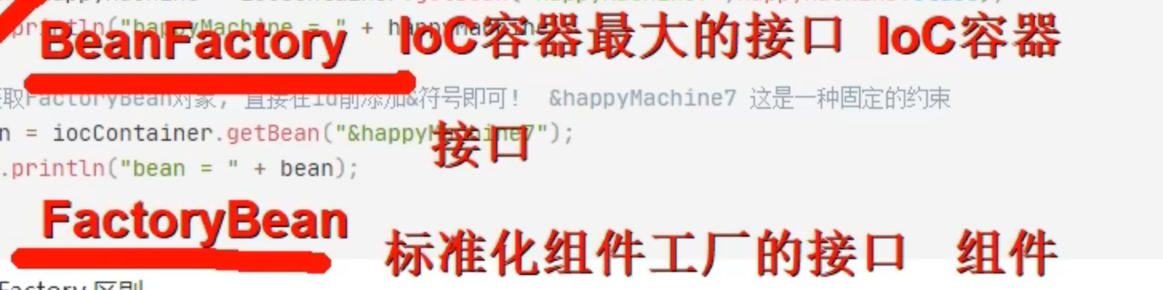 println("happyMachine = " + happyMachine
BeanFactory IoC容器最大的接口 IoC容器
取FactoryBean对象, 直接在id前添加&符号即可! &happyMachine7 这是一种固定的约束
n = iocContainer.getBean("&happyMachine7");
接口
.println("bean = " + bean);
FactoryBean
标准化组件工厂的接口 组件
Factory 区别